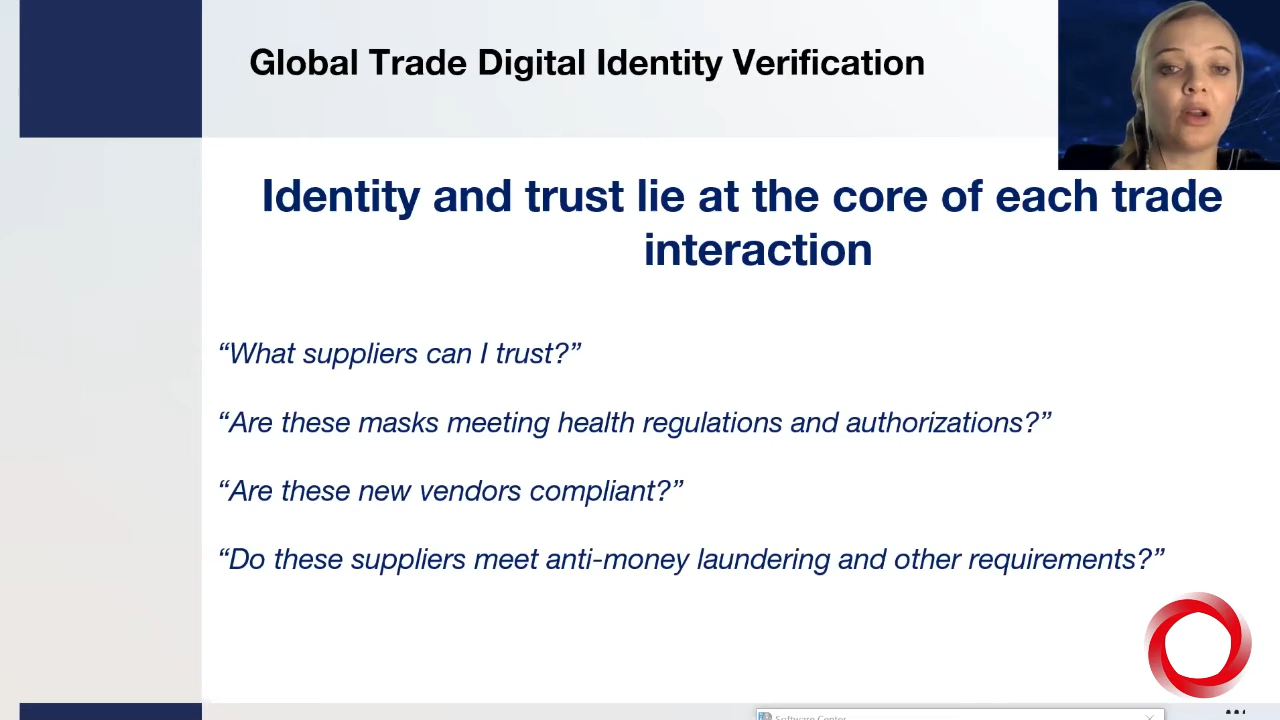 Global Trade Digital Identity Verification
Identity and trust lie at the core of each trade
interaction
“What suppliers can I trust?”
“Are these masks meeting health regulations and authorizations?”
“Are these new vendors compliant?”
“Do these suppliers meet anti-money laundering and other requirements?”
Software Center